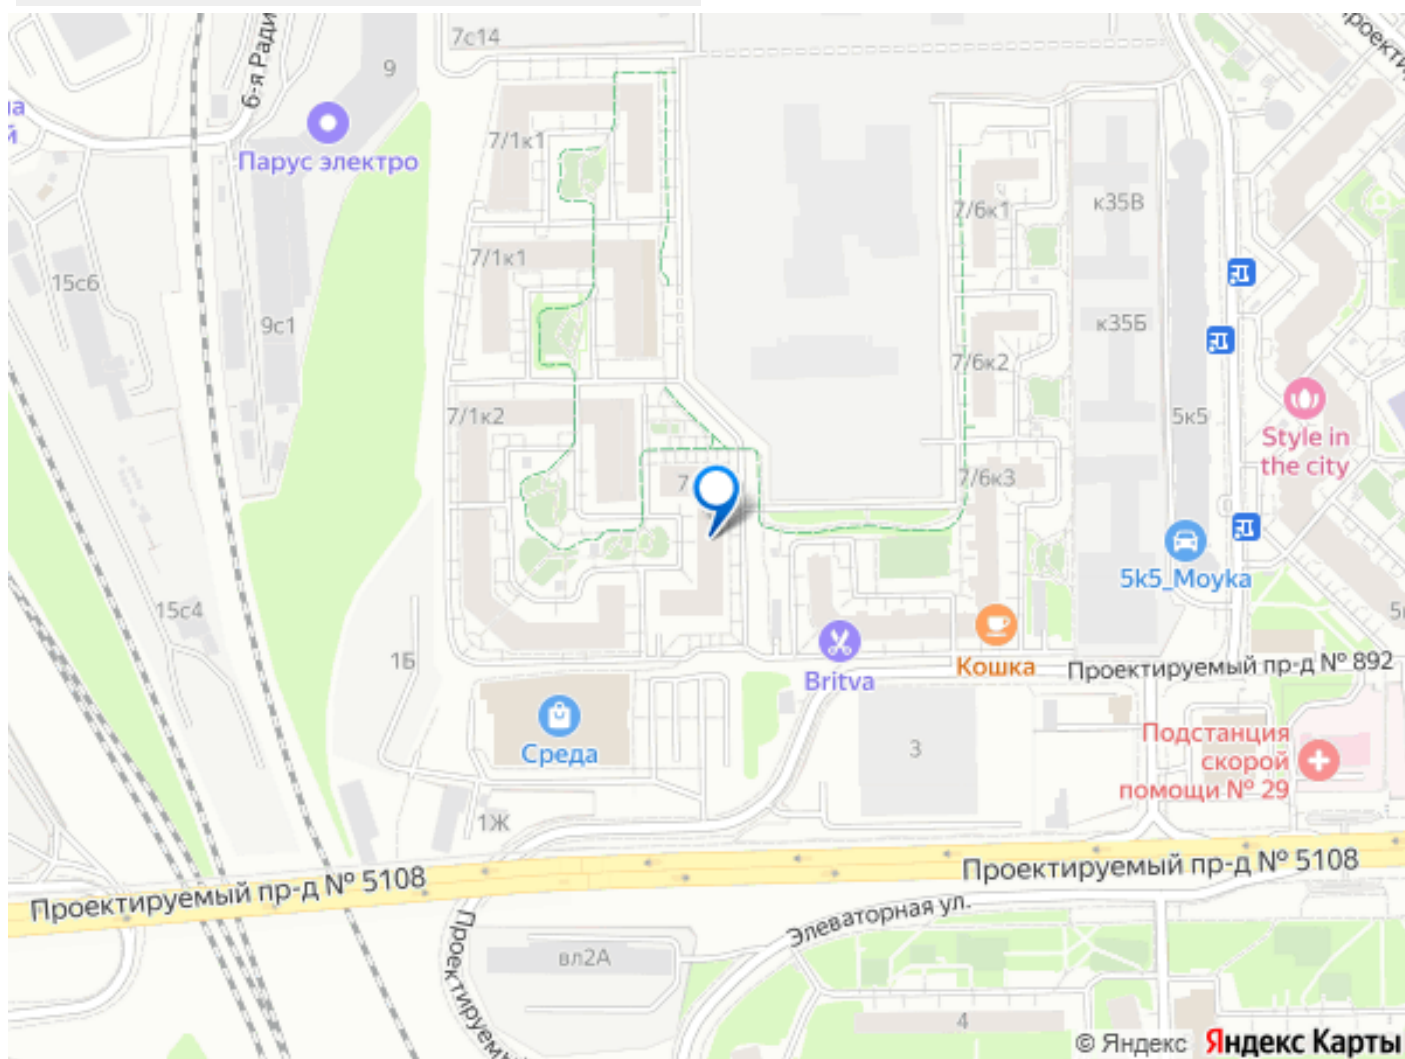 7с14
6-я Ради
9
проекти
Парус электро
7/1к1
к35В
7/6к1
7/1к1
15с6
9с1
к35Б
7/6к2
7/1к2
5к5
Style in
the city
7/6к3
7
5k5_Moyka
15с4
1Б
Britva
Кошка
Проектируемый пр-д № 892
Среда
3
Подстанция
скорой
помощи № 29
1Ж
Проектируемый пр-д № 5108
Проектируемый пр-д № 5108
Элеваторная ул.
Проектируемый
вл2А
4
© Яндекс Яндекс Карты